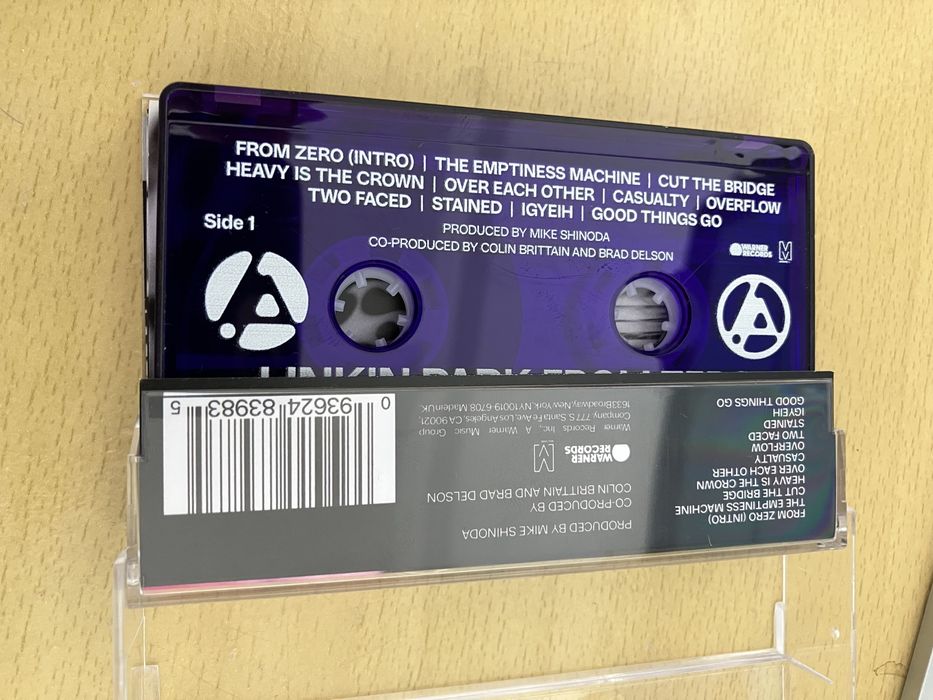 FROM ZERO (INTRO) | THE EMPTINESS MACHINE | CUT THE BRIDGE
HEAVY IS THE CROWN | OVER EACH OTHER | CASUALTY | OVERFLOW
TWO FACED | STAINED | IGYEIH | GOOD THINGS GO
PRODUCED BY MIKE SHINODA
CO-PRODUCED BY COLIN BRITTAIN AND BRAD DELSON
Side 1
WARNER
RECORDS
LINKIN PARK FROM ZERO
FROM ZERO (INTRO)
THE EMPTINESS MACHINE
CUT THE BRIDGE
HEAVY IS THE CROWN
OVER EACH OTHER
CASUALTY
OVERFLOW
TWO FACED
STAINED
IGYEIH
GOOD THINGS GO
PRODUCED BY MIKE SHINODA
CO-PRODUCED BY
COLIN BRITTAIN AND BRAD DELSON
WARNER
RECORDS
Warner Records Inc., A Warner Music Group
Company, 777 S Santa Fe Ave, Los Angeles, CA 90021,
1633 Broadway, New York, NY 10019-6708 Made in UK.
0 93624 83983 5